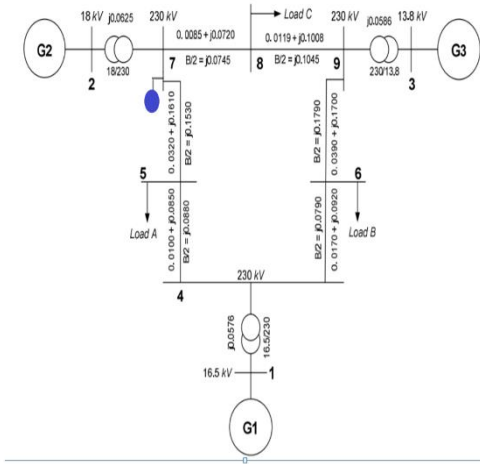 18 kV
j0.0625
230 kV
0. 0085 + j0.0720
Load C
0. 0119 + j0.1008
230 kV
j0.0586
13.8 kV
G2
G3
18/230
7
B/2 = j0.0745
8
B/2 = j0.1045
9
230/13,8
2
3
0. 0320 + j0.1610
B/2 = j0.1530
B/2 = j0.1790
0. 0390 + j0.1700
5
6
Load A
0. 0100 + j0.0850
B/2 = j0.0880
B/2 = j0.0790
0. 0170 + j0.0920
Load B
230 kV
4
j0.0576
16.5/230
16.5 kV
1
G1